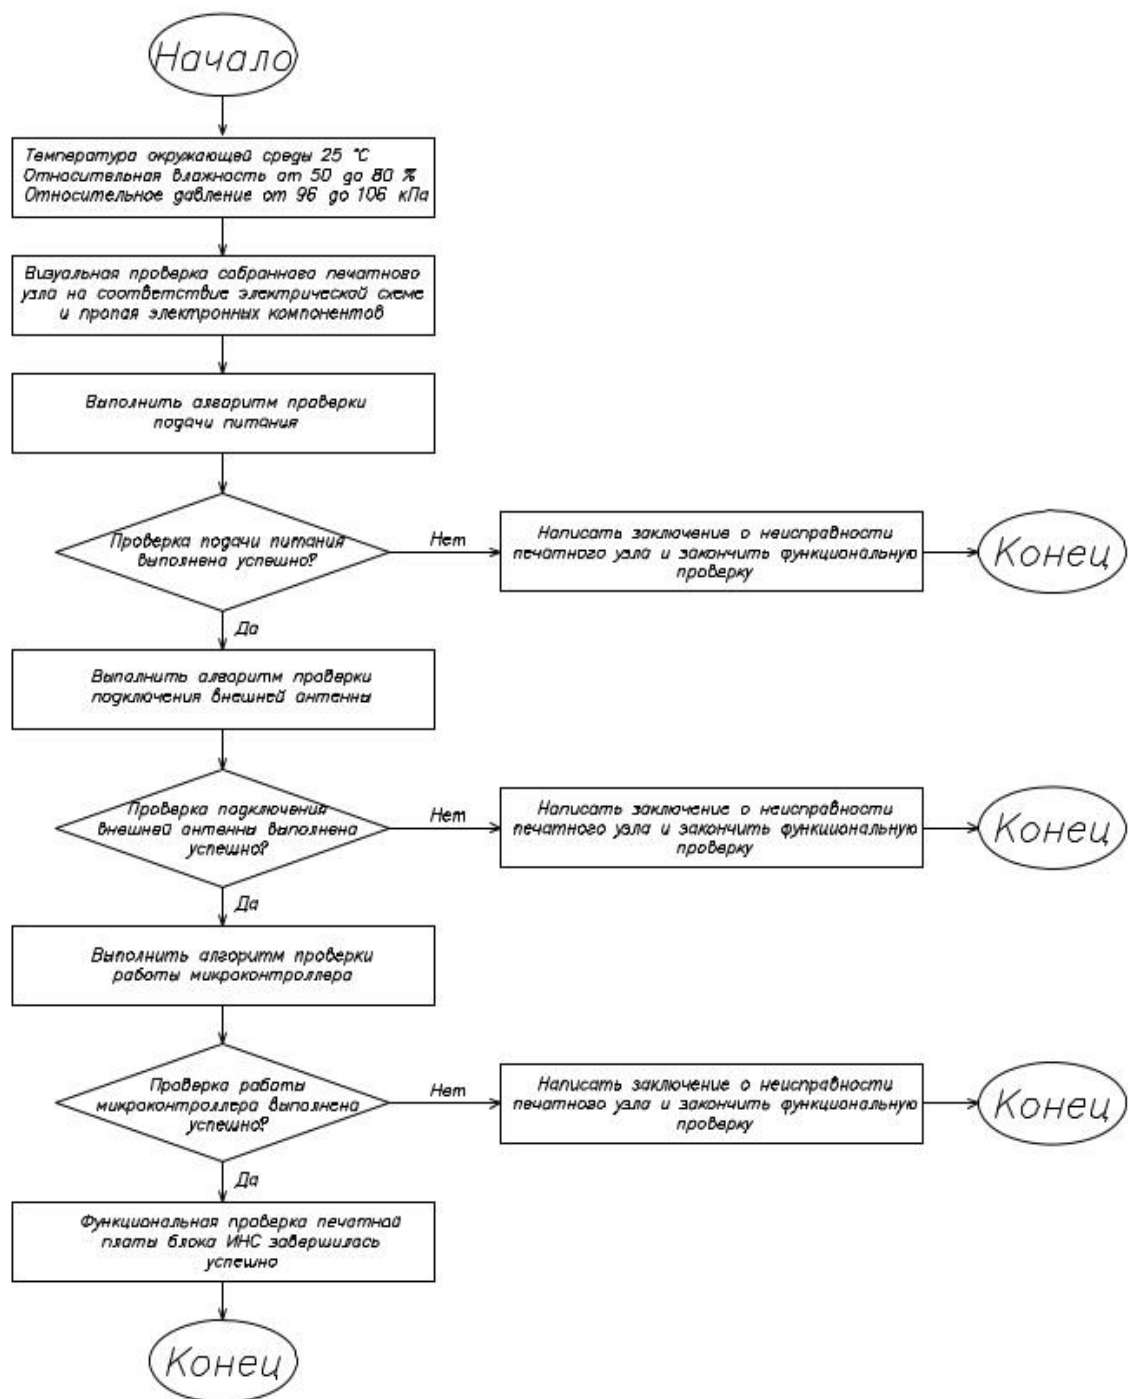 Начало
Температура окружающей среды 25 °С
Относительная влажность от 50 до 80 %
Относительное давление от 96 до 106 кПа
Визуальная проверка собранного печатного
узла на соответствие электрической схеме
и пропая электронных компонентов
Выполнить алгоритм проверки
подачи питания
Проверка подачи питания
выполнена успешно?
Нет
Написать заключение о неисправности
печатного узла и закончить функциональную
проверку
Конец
Да
Выполнить алгоритм проверки
подключения внешней антенны
Проверка подключения
внешней антенны выполнена
успешно?
Нет
Написать заключение о неисправности
печатного узла и закончить функциональную
проверку
Конец
Да
Выполнить алгоритм проверки
работы микроконтроллера
Проверка работы
микроконтроллера выполнена
успешно?
Нет
Написать заключение о неисправности
печатного узла и закончить функциональную
проверку
Конец
Да
Функциональная проверка печатной
платы блока ИНС завершилась
успешно
Конец